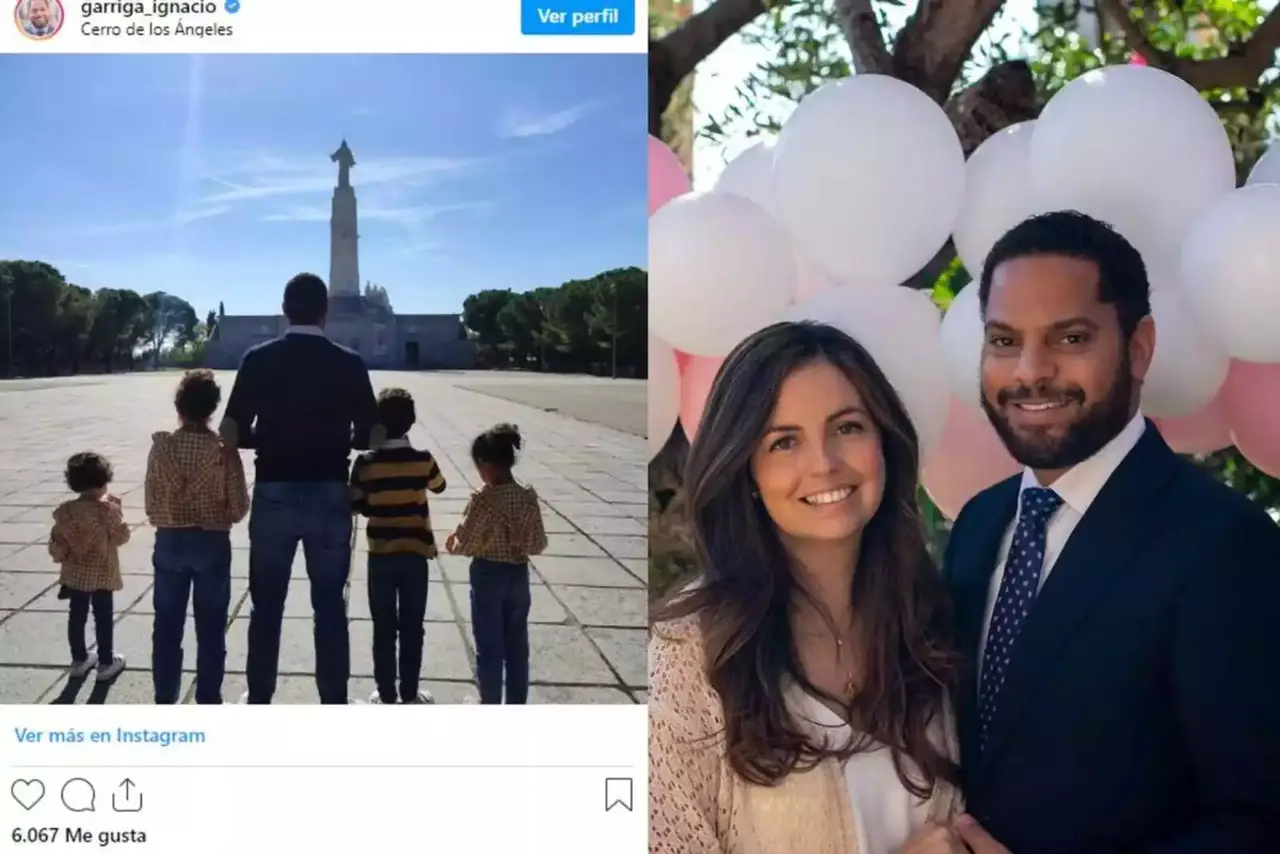 garriga_ignacio
Cerro de los Ángeles
Ver perfil
Ver más en Instagram
6.067 Me gusta